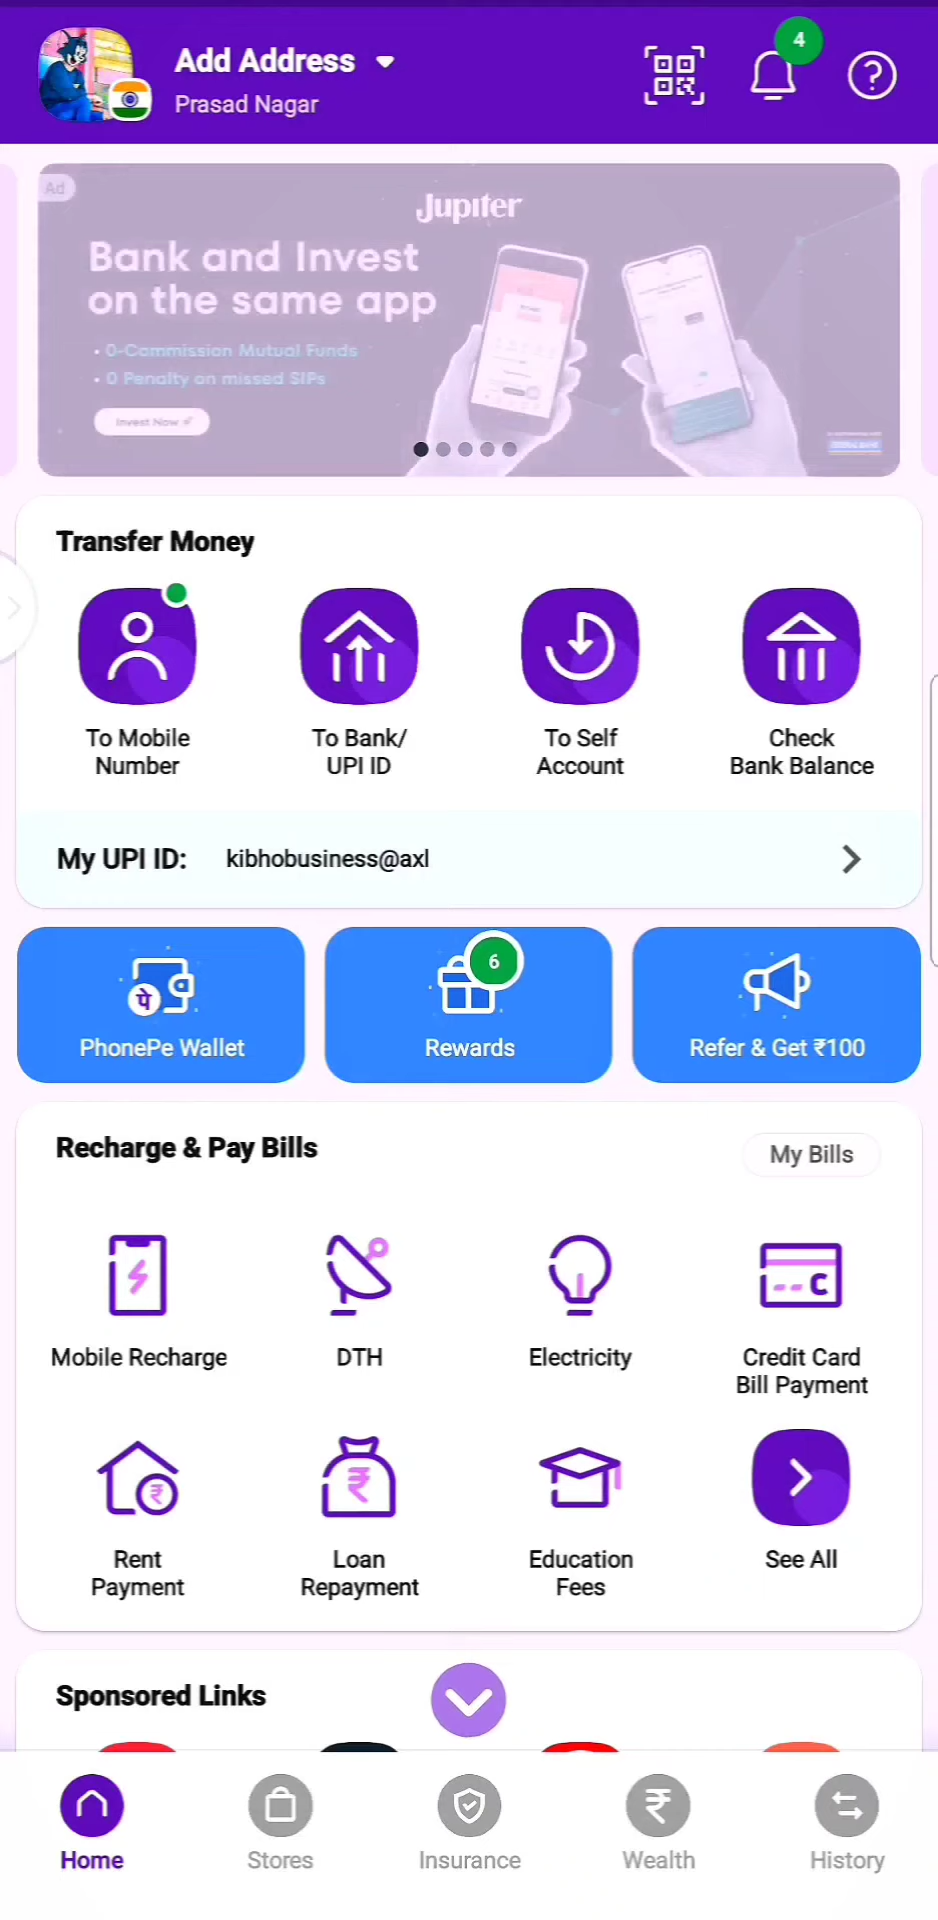 Add Address
4
Prasad Nagar
Ad
Jupiter
Bank and Invest
on the same app
• 0-Commission Mutual Funds
• 0 Penalty on missed SIPs
Invest Now
Transfer Money
To Mobile
Number
To Bank/
UPI ID
To Self
Account
Check
Bank Balance
My UPI ID: kibhobusiness@axl
पे
6
PhonePe Wallet
Rewards
Refer & Get ₹100
Recharge & Pay Bills
My Bills
Mobile Recharge
DTH
Electricity
Credit Card
Bill Payment
Rent
Payment
Loan
Repayment
Education
Fees
See All
Sponsored Links
Home
Stores
Insurance
Wealth
History